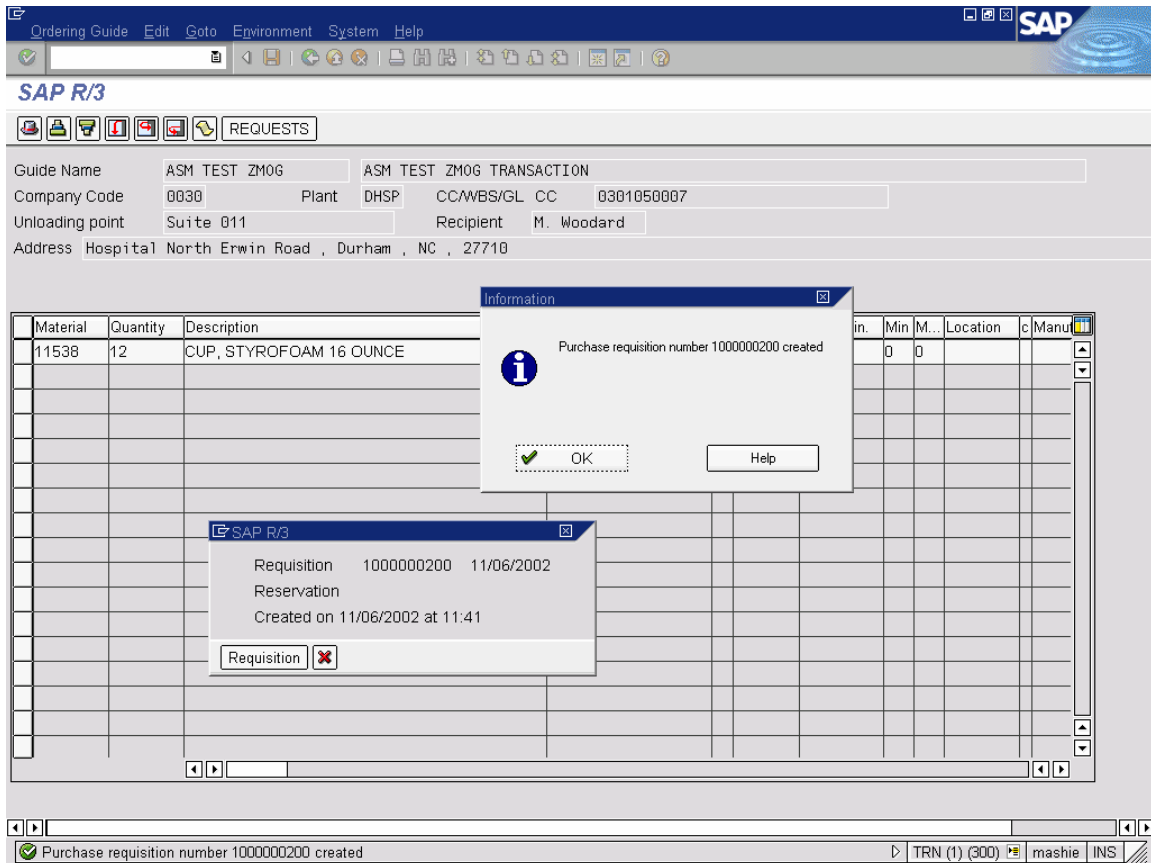 Ordering Guide Edit Goto Environment System Help
SAP
SAP R/3
REQUESTS
Guide Name ASM TEST ZMOG ASM TEST ZMOG TRANSACTION
Company Code 0030 Plant DHSP CC/WBS/GL CC 0301050007
Unloading point Suite 011 Recipient M. Woodard
Address Hospital North Erwin Road , Durham , NC , 27710
Information
Purchase requisition number 1000000200 created
OK Help
Material Quantity Description in. Min M... Location c Manuf
11538 12 CUP, STYROFOAM 16 OUNCE 0 0
SAP R/3
Requisition 1000000200 11/06/2002
Reservation
Created on 11/06/2002 at 11:41
Requisition
Purchase requisition number 1000000200 created TRN (1) (300) mashie INS